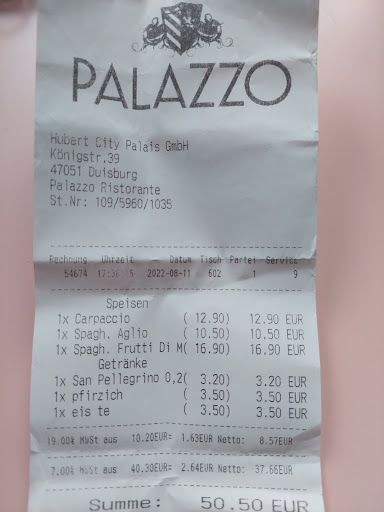 PALAZZO
Hubert City Palais GmbH
Königstr.39
47051 Duisburg
Palazzo Ristorante
St.Nr: 109/5960/1035
Rechnung Uhrzeit Datum Tisch Partei Service
54674 2022-08-11 602 1 9
Speisen
1x Carpaccio ( 12.90) 12.90 EUR
1x Spagh. Aglio ( 10.50) 10.50 EUR
1x Spagh. Frutti Di M( 16.90) 16.90 EUR
Getränke
1x San Pellegrino 0,2( 3.20) 3.20 EUR
1x pfirzich ( 3.50) 3.50 EUR
1x eis te ( 3.50) 3.50 EUR
19.00% MWSt aus 10.20EUR= 1.63EUR Netto: 8.57EUR
7.00% MWSt aus 40.30EUR= 2.64EUR Netto: 37.66EUR
Summe: 50.50 EUR